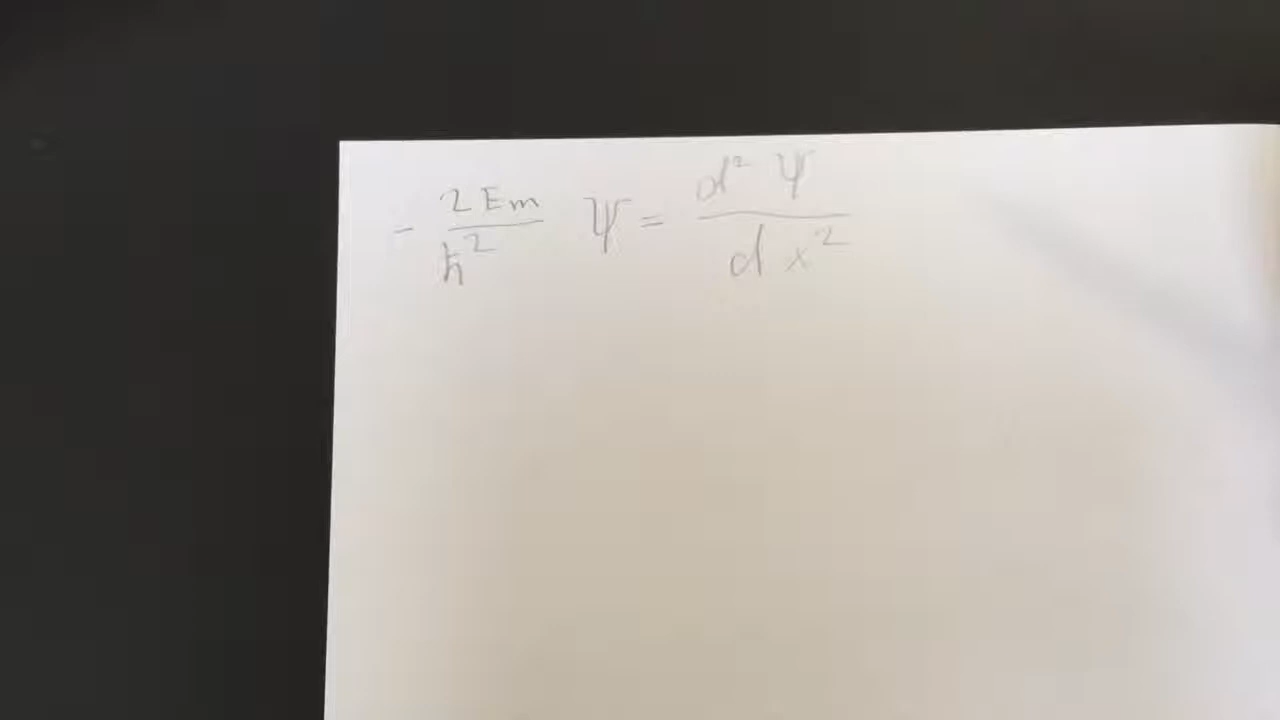 - 2Em/ħ² Ψ = d²Ψ/dx²